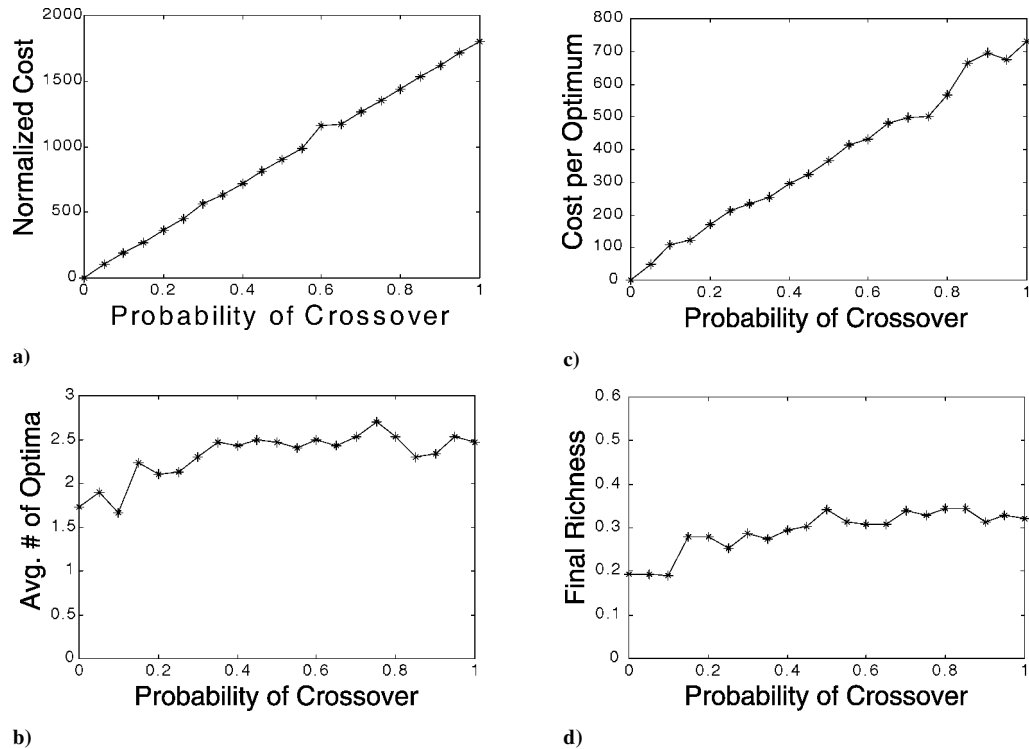 2000
1500
1000
500
0
Normalized Cost
0 0.2 0.4 0.6 0.8 1
Probability of Crossover
a)
3
2.5
2
1.5
1
0.5
0
Avg. # of Optima
0 0.2 0.4 0.6 0.8 1
Probability of Crossover
b)
800
700
600
500
400
300
200
100
0
Cost per Optimum
0 0.2 0.4 0.6 0.8 1
Probability of Crossover
c)
0.6
0.5
0.4
0.3
0.2
0.1
0
Final Richness
0 0.2 0.4 0.6 0.8 1
Probability of Crossover
d)